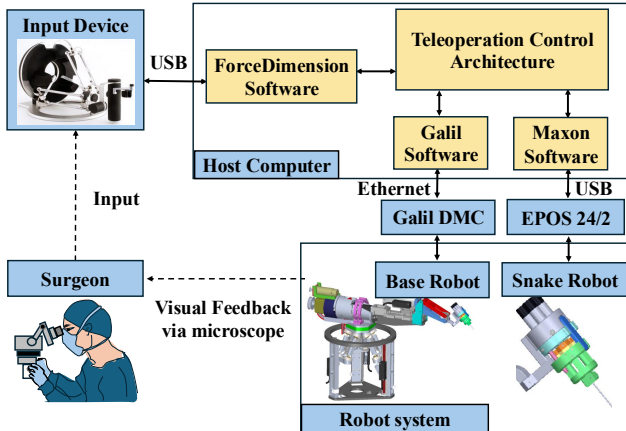 Input Device
USB
ForceDimension
Software
Teleoperation Control
Architecture
Galil
Software
Maxon
Software
Host Computer
Ethernet
USB
Input
Galil DMC
EPOS 24/2
Surgeon
Visual Feedback
via microscope
Base Robot
Snake Robot
Robot system